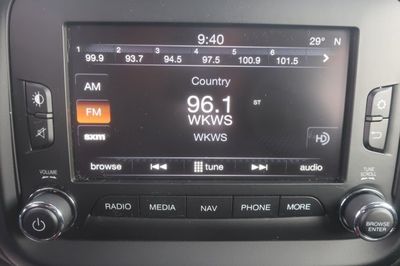 9:40 29° N
1 2 3 4 5 6
99.9 93.7 94.5 97.5 100.9 101.5 >
AM
FM
sxm
Country
96.1 ST
WKWS
WKWS
HD
browse tune audio
VOLUME
TUNE
SCROLL
RADIO MEDIA NAV PHONE MORE
BROWSE
ENTER